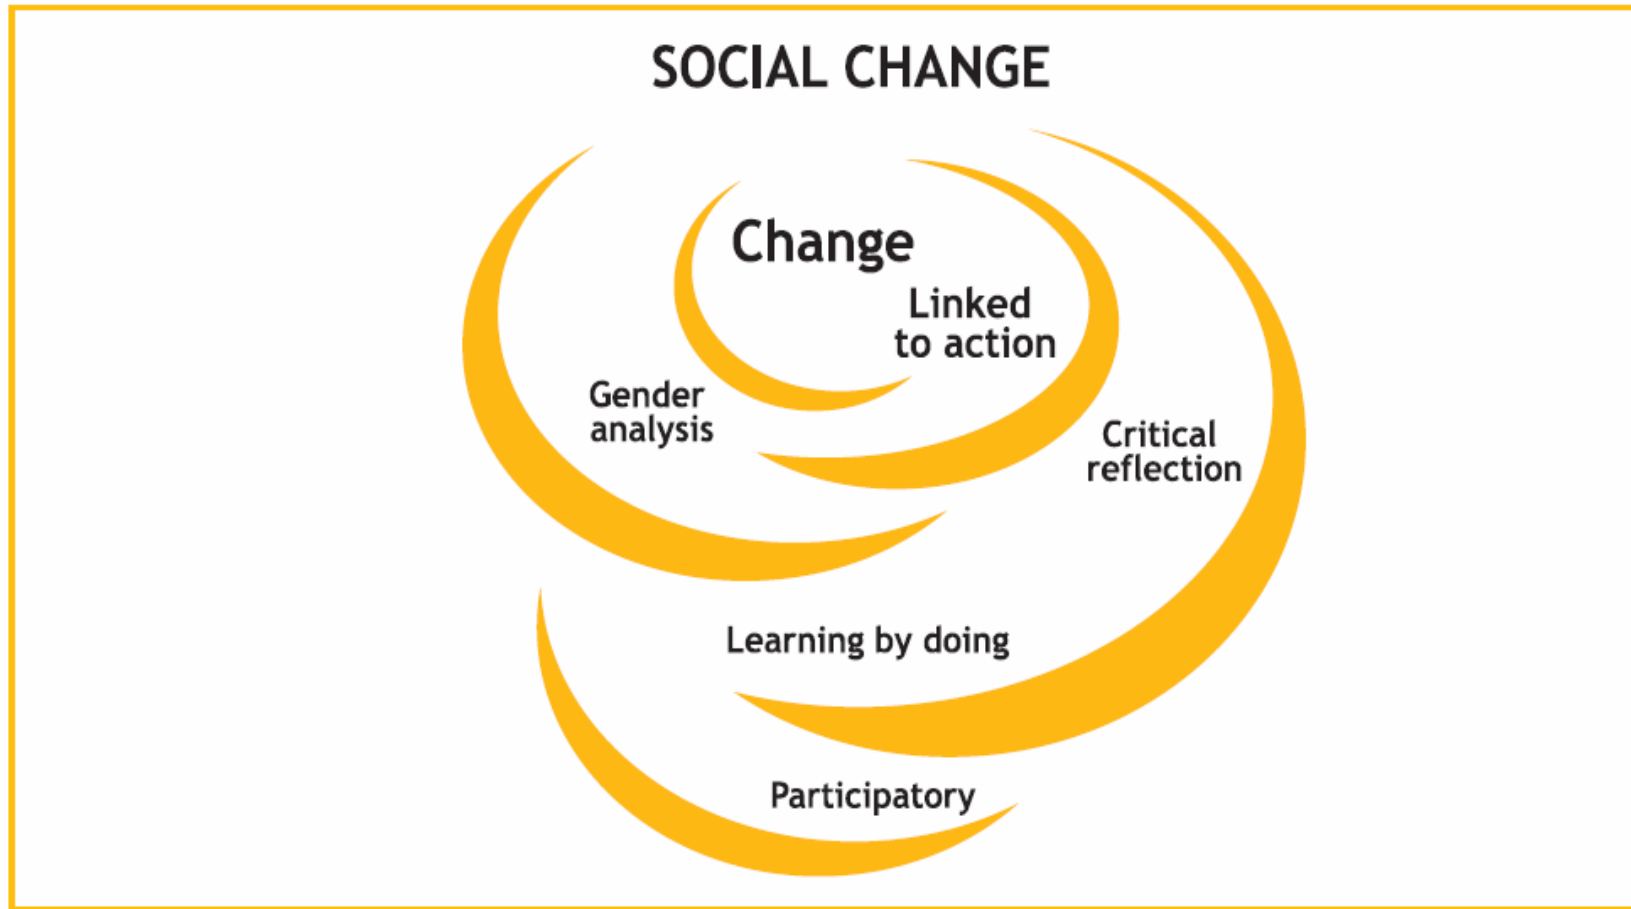 SOCIAL CHANGE
Change
Linked
to action
Gender
analysis
Critical
reflection
Learning by doing
Participatory